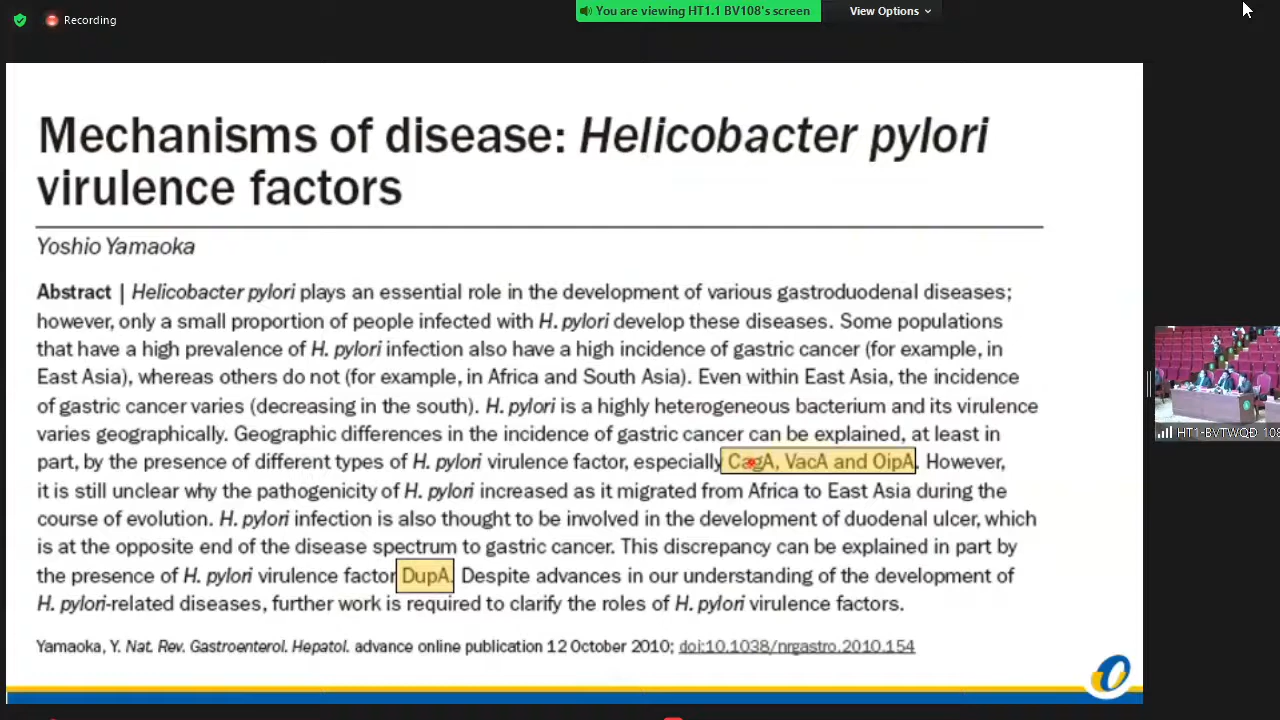 Recording
You are viewing HT1.1 BV108's screen
View Options
Mechanisms of disease: Helicobacter pylori
virulence factors
Yoshio Yamaoka
Abstract | Helicobacter pylori plays an essential role in the development of various gastroduodenal diseases;
however, only a small proportion of people infected with H. pylori develop these diseases. Some populations
that have a high prevalence of H. pylori infection also have a high incidence of gastric cancer (for example, in
East Asia), whereas others do not (for example, in Africa and South Asia). Even within East Asia, the incidence
of gastric cancer varies (decreasing in the south). H. pylori is a highly heterogeneous bacterium and its virulence
varies geographically. Geographic differences in the incidence of gastric cancer can be explained, at least in
part, by the presence of different types of H. pylori virulence factor, especially CagA, VacA and OipA. However,
it is still unclear why the pathogenicity of H. pylori increased as it migrated from Africa to East Asia during the
course of evolution. H. pylori infection is also thought to be involved in the development of duodenal ulcer, which
is at the opposite end of the disease spectrum to gastric cancer. This discrepancy can be explained in part by
the presence of H. pylori virulence factor DupA. Despite advances in our understanding of the development of
H. pylori-related diseases, further work is required to clarify the roles of H. pylori virulence factors.
Yamaoka, Y. Nat. Rev. Gastroenterol. Hepatol. advance online publication 12 October 2010; doi:10.1038/nrgastro.2010.154
HT1-BVTWQĐ 108